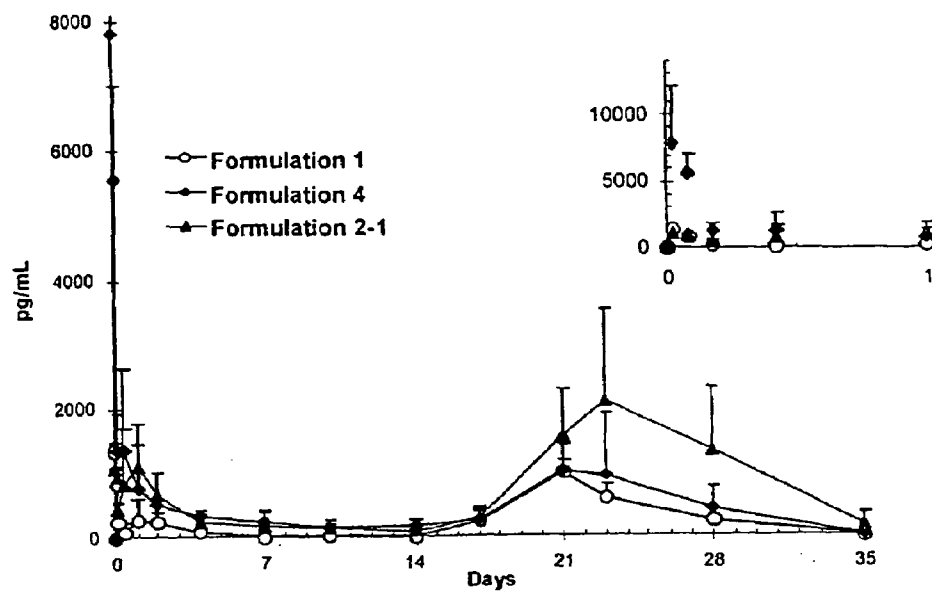 8000
6000
4000
2000
0
pg/mL
Formulation 1
Formulation 4
Formulation 2-1
10000
5000
0
0 1
0 7 14 21 28 35
Days